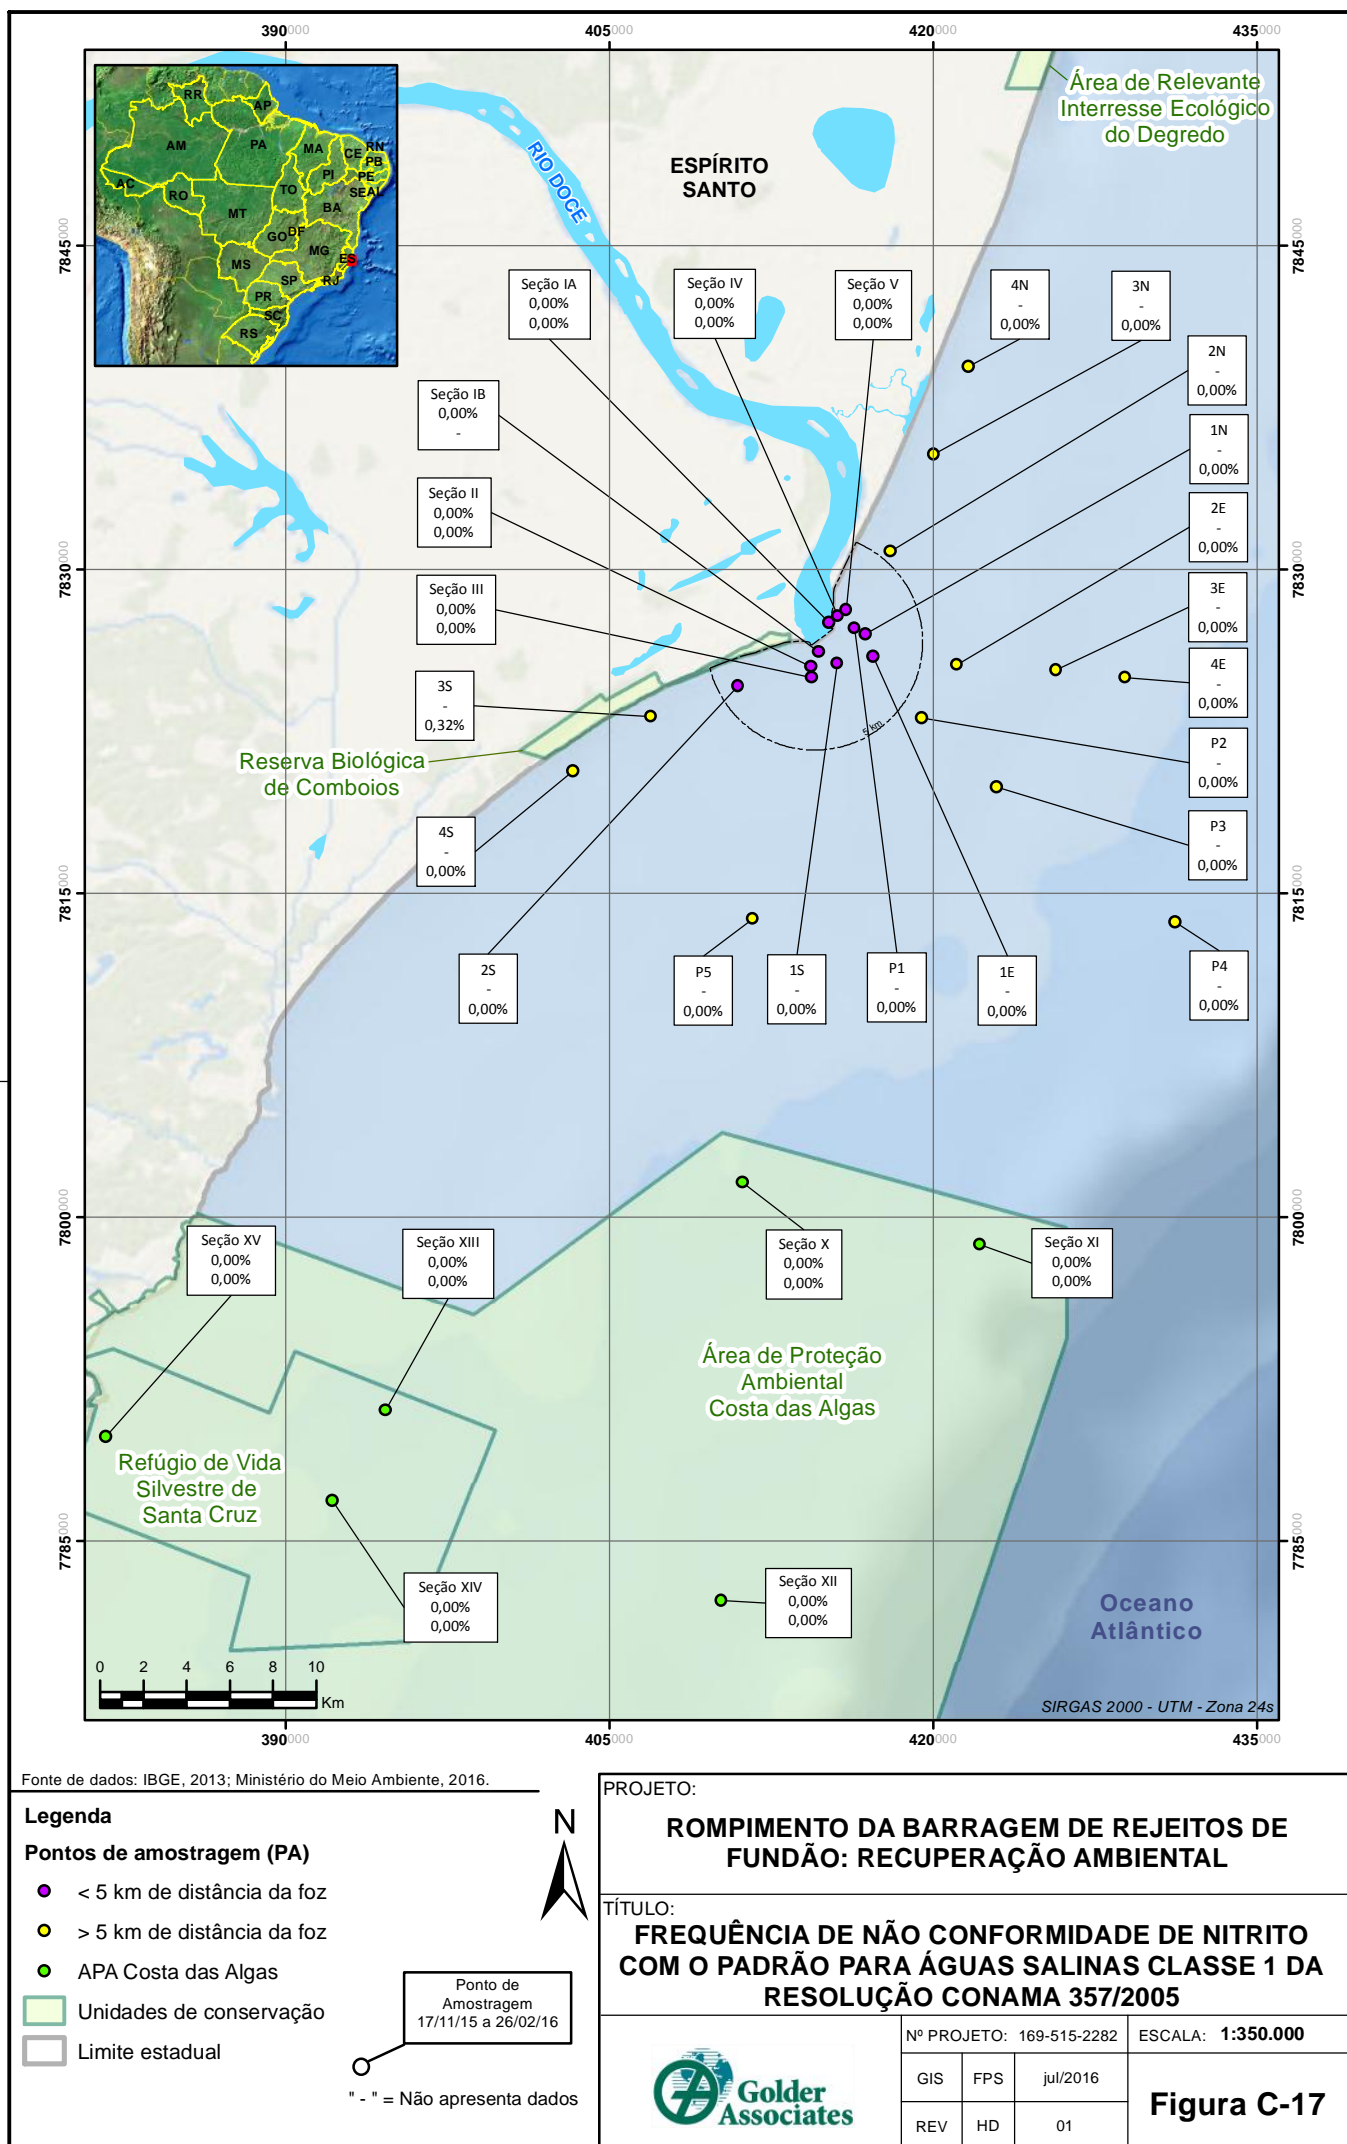 390000
405000
420000
435000
RR
AP
AM
PA
MA
CE
RN
PB
PE
PI
AC
RO
TO
SE
AL
MT
BA
GO
DF
MG
ES
MS
SP
RJ
PR
SC
RS
RIO DOCE
ESPÍRITO
SANTO
Área de Relevante
Interresse Ecológico
do Degredo
7845000
7845000
Seção IA
0,00%
0,00%
Seção IV
0,00%
0,00%
Seção V
0,00%
0,00%
4N
-
0,00%
3N
-
0,00%
2N
-
0,00%
Seção IB
0,00%
-
1N
-
0,00%
Seção II
0,00%
0,00%
2E
-
0,00%
7830000
7830000
Seção III
0,00%
0,00%
3E
-
0,00%
4E
-
0,00%
3S
-
0,32%
5 km
P2
-
0,00%
Reserva Biológica
de Comboios
4S
-
0,00%
P3
-
0,00%
7815000
7815000
2S
-
0,00%
P5
-
0,00%
1S
-
0,00%
P1
-
0,00%
1E
-
0,00%
P4
-
0,00%
7800000
7800000
Seção XV
0,00%
0,00%
Seção XIII
0,00%
0,00%
Seção X
0,00%
0,00%
Seção XI
0,00%
0,00%
Área de Proteção
Ambiental
Costa das Algas
Refúgio de Vida
Silvestre de
Santa Cruz
7785000
7785000
Seção XIV
0,00%
0,00%
Seção XII
0,00%
0,00%
Oceano
Atlântico
0 2 4 6 8 10
Km
SIRGAS 2000 - UTM - Zona 24s
390000
405000
420000
435000
Fonte de dados: IBGE, 2013; Ministério do Meio Ambiente, 2016.
Legenda
Pontos de amostragem (PA)
< 5 km de distância da foz
> 5 km de distância da foz
APA Costa das Algas
Unidades de conservação
Limite estadual
N
Ponto de
Amostragem
17/11/15 a 26/02/16
" - " = Não apresenta dados
PROJETO:
ROMPIMENTO DA BARRAGEM DE REJEITOS DE
FUNDÃO: RECUPERAÇÃO AMBIENTAL
TÍTULO:
FREQUÊNCIA DE NÃO CONFORMIDADE DE NITRITO
COM O PADRÃO PARA ÁGUAS SALINAS CLASSE 1 DA
RESOLUÇÃO CONAMA 357/2005
Golder
Associates
Nº PROJETO: 169-515-2282
ESCALA: 1:350.000
GIS FPS jul/2016
REV HD 01
Figura C-17